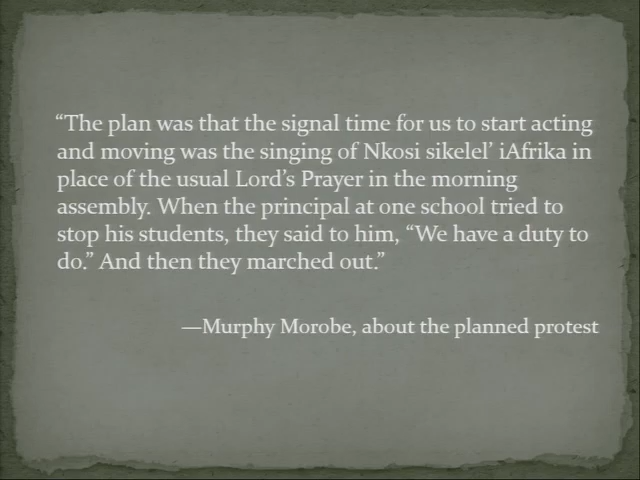 “The plan was that the signal time for us to start acting
and moving was the singing of Nkosi sikelel’ iAfrika in
place of the usual Lord’s Prayer in the morning
assembly. When the principal at one school tried to
stop his students, they said to him, “We have a duty to
do.” And then they marched out.”
—Murphy Morobe, about the planned protest